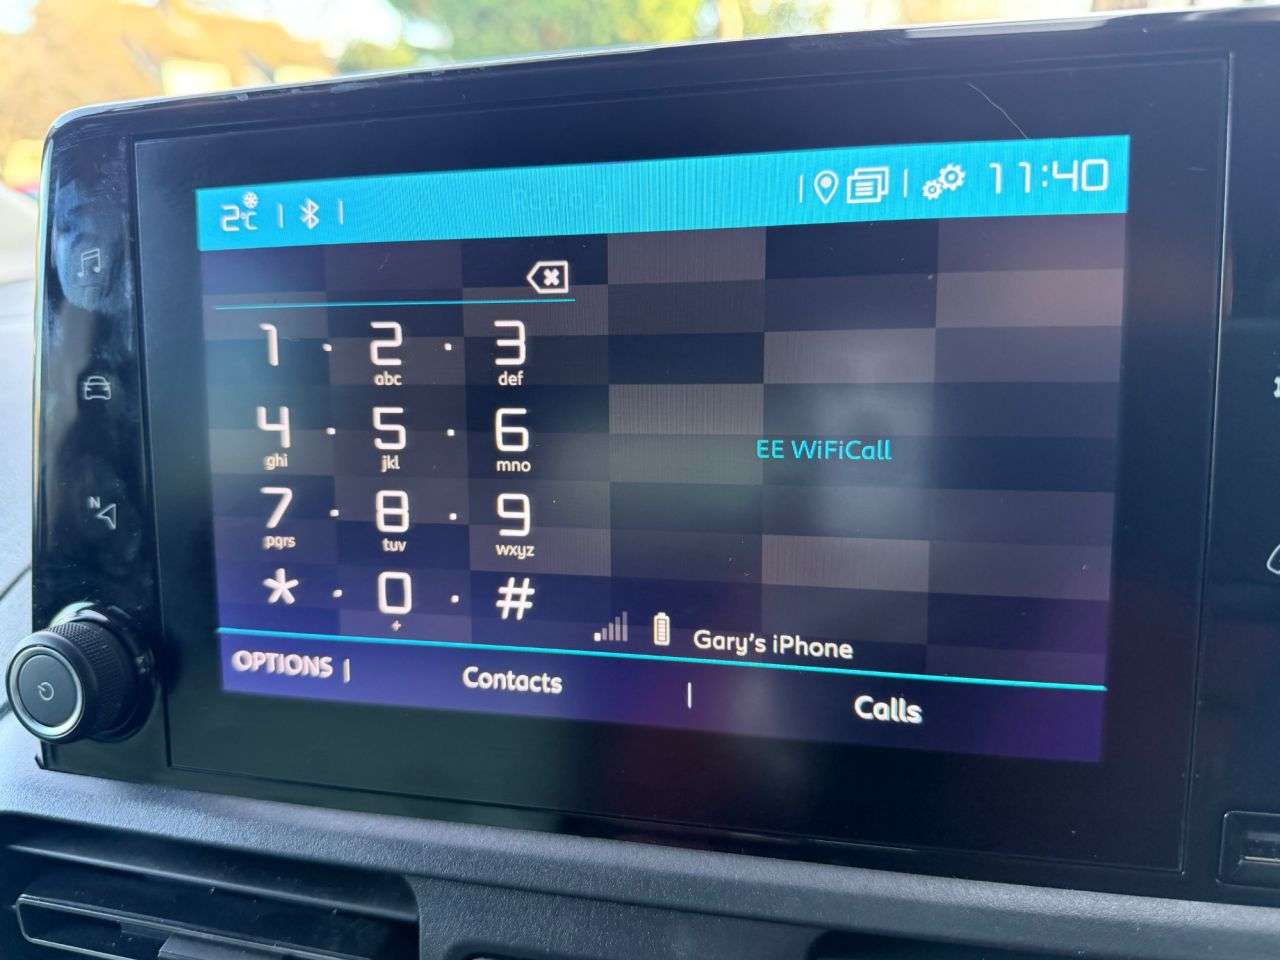 2°C
11:40
1 2 3
abc def
4 5 6
ghi jkl mno
7 8 9
pqrs tuv wxyz
* 0 #
+
EE WiFiCall
Gary's iPhone
OPTIONS Contacts Calls
N